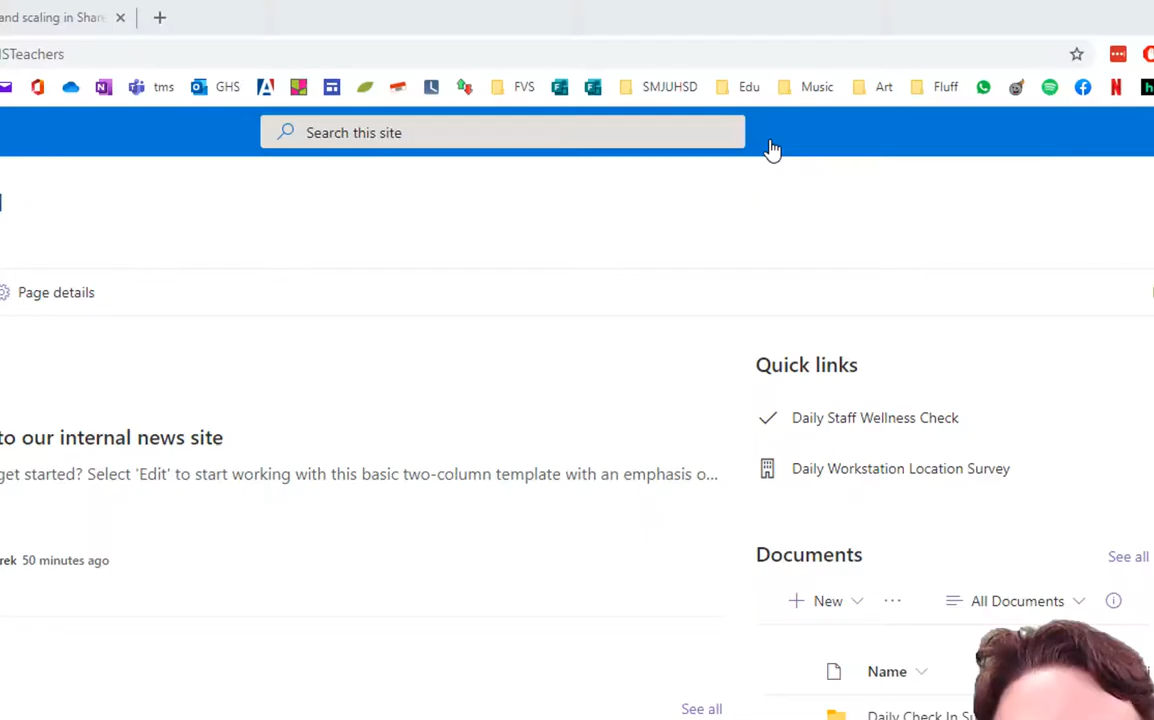 and scaling in Share
STeachers
tms
GHS
FVS
SMJUHSD
Edu
Music
Art
Fluff
Search this site
Page details
Quick links
Daily Staff Wellness Check
to our internal news site
get started? Select 'Edit' to start working with this basic two-column template with an emphasis o...
Daily Workstation Location Survey
rek 50 minutes ago
Documents
See all
New
All Documents
Name
See all
Daily Check In Su